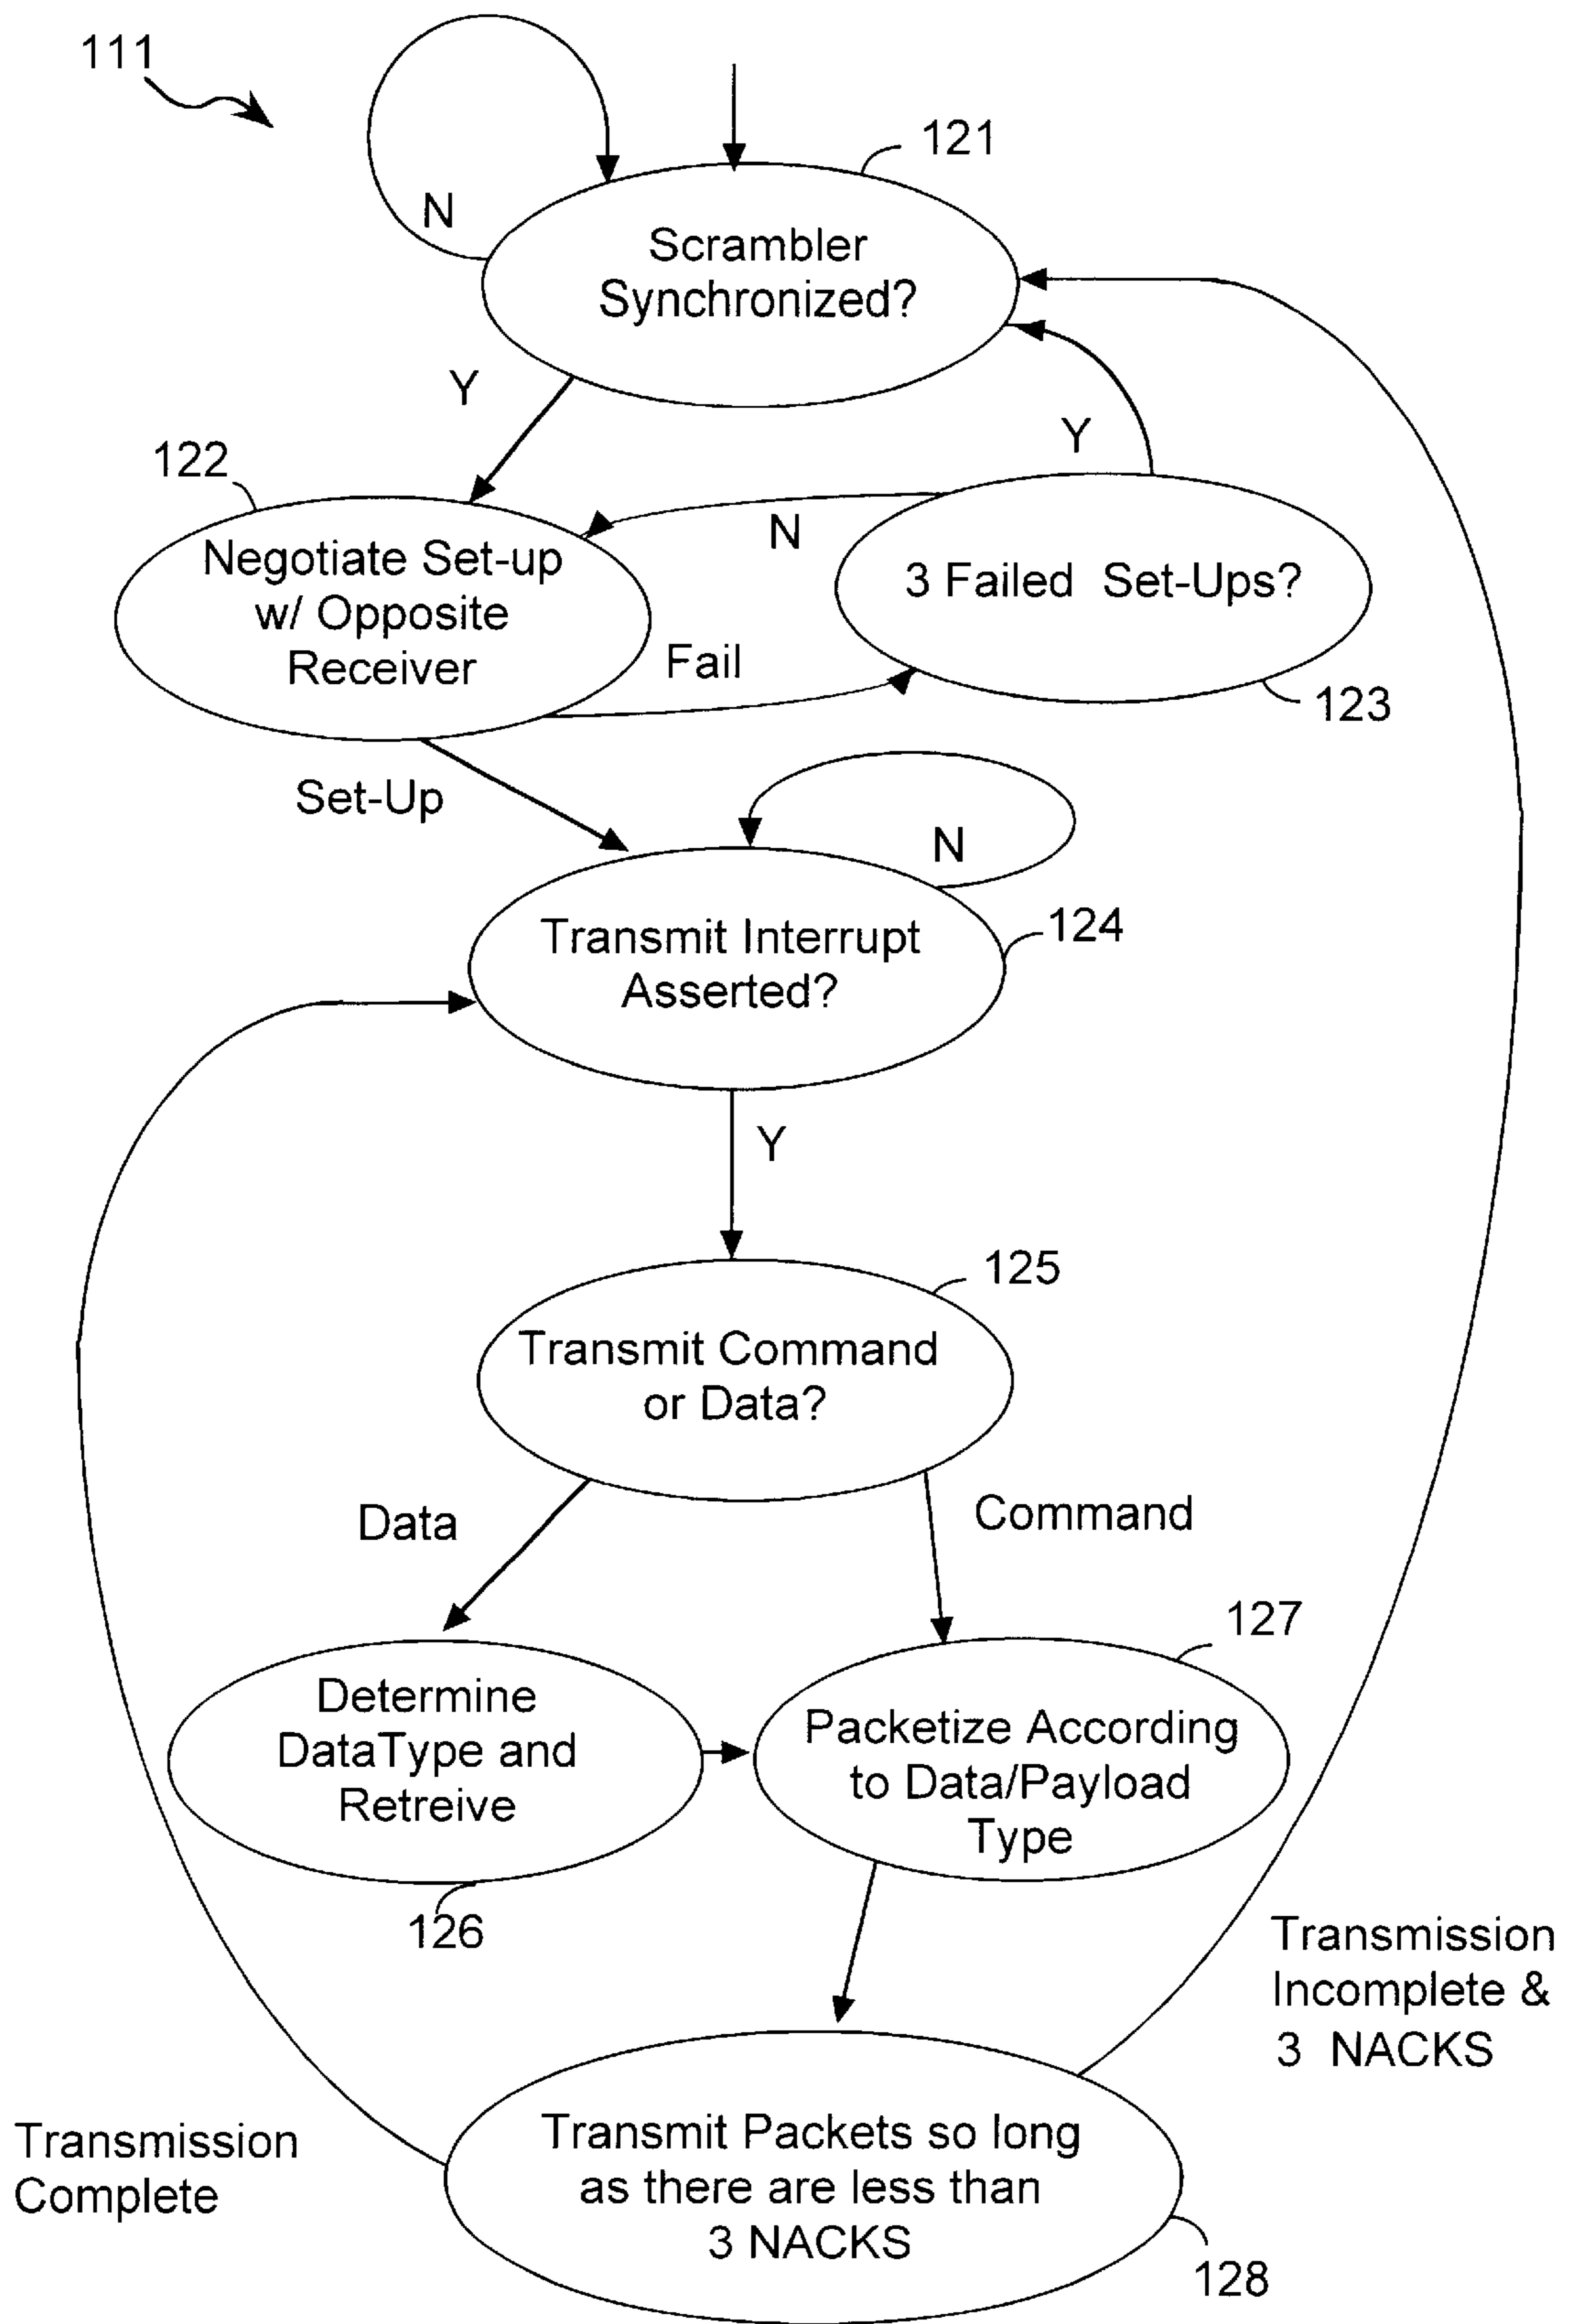 111
121
N
Scrambler
Synchronized?
Y
Y
122
N
Negotiate Set-up
w/ Opposite
Receiver
3 Failed Set-Ups?
Fail
123
Set-Up
N
124
Transmit Interrupt
Asserted?
Y
125
Transmit Command
or Data?
Data
Command
127
Determine
DataType and
Retreive
Packetize According
to Data/Payload
Type
126
Transmission
Incomplete &
3 NACKS
Transmission
Complete
Transmit Packets so long
as there are less than
3 NACKS
128